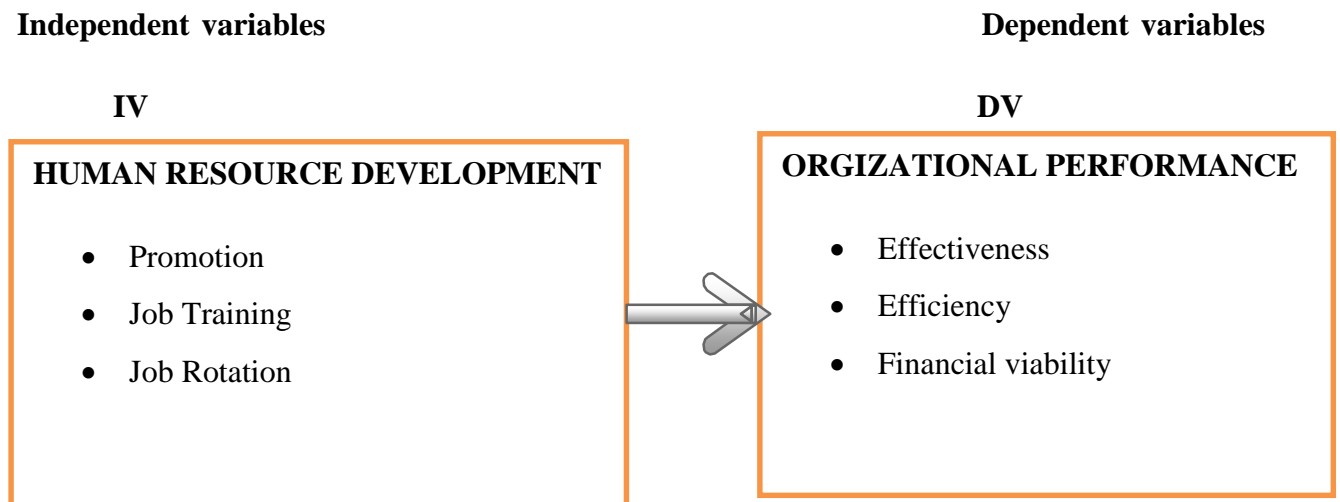 Independent variables
Dependent variables
IV
DV
HUMAN RESOURCE DEVELOPMENT
• Promotion
• Job Training
• Job Rotation
ORGIZATIONAL PERFORMANCE
• Effectiveness
• Efficiency
• Financial viability